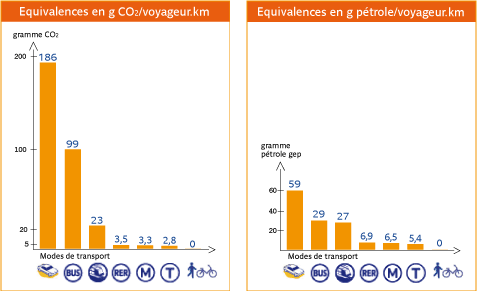 Equivalences en g CO2/voyageur.km
gramme CO2
200
186
100
99
20
23
5
3,5
3,3
2,8
0
Modes de transport
BUS
RER
M
T
Equivalences en g pétrole/voyageur.km
gramme
pétrole gep
60
59
40
29
27
20
6,9
6,5
5,4
0
Modes de transport
BUS
RER
M
T